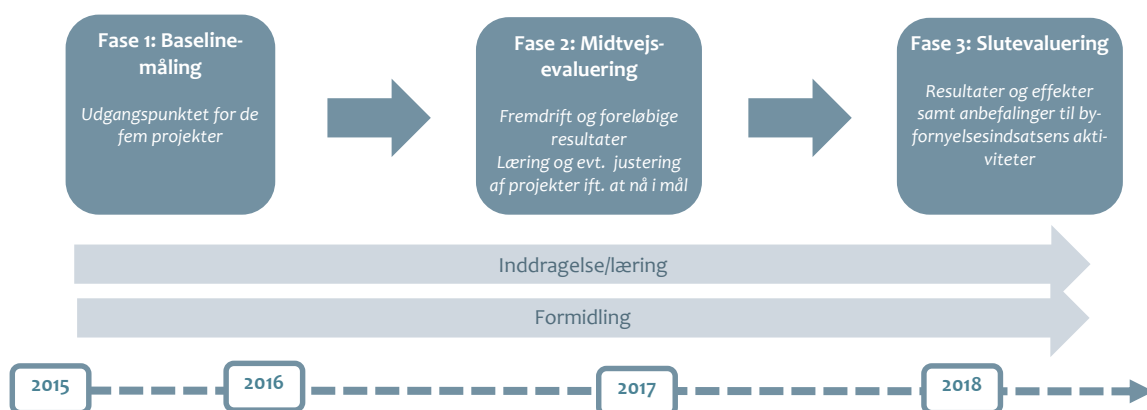 Fase 1: Baseline-
måling
Udgangspunktet for de
fem projekter
Fase 2: Midtvejs-
evaluering
Fremdrift og foreløbige
resultater
Læring og evt. justering
af projekter ift. at nå i mål
Fase 3: Slutevaluering
Resultater og effekter
samt anbefalinger til by-
fornyelsesindsatsens akti-
viteter
Inddragelse/læring
Formidling
2015
2016
2017
2018